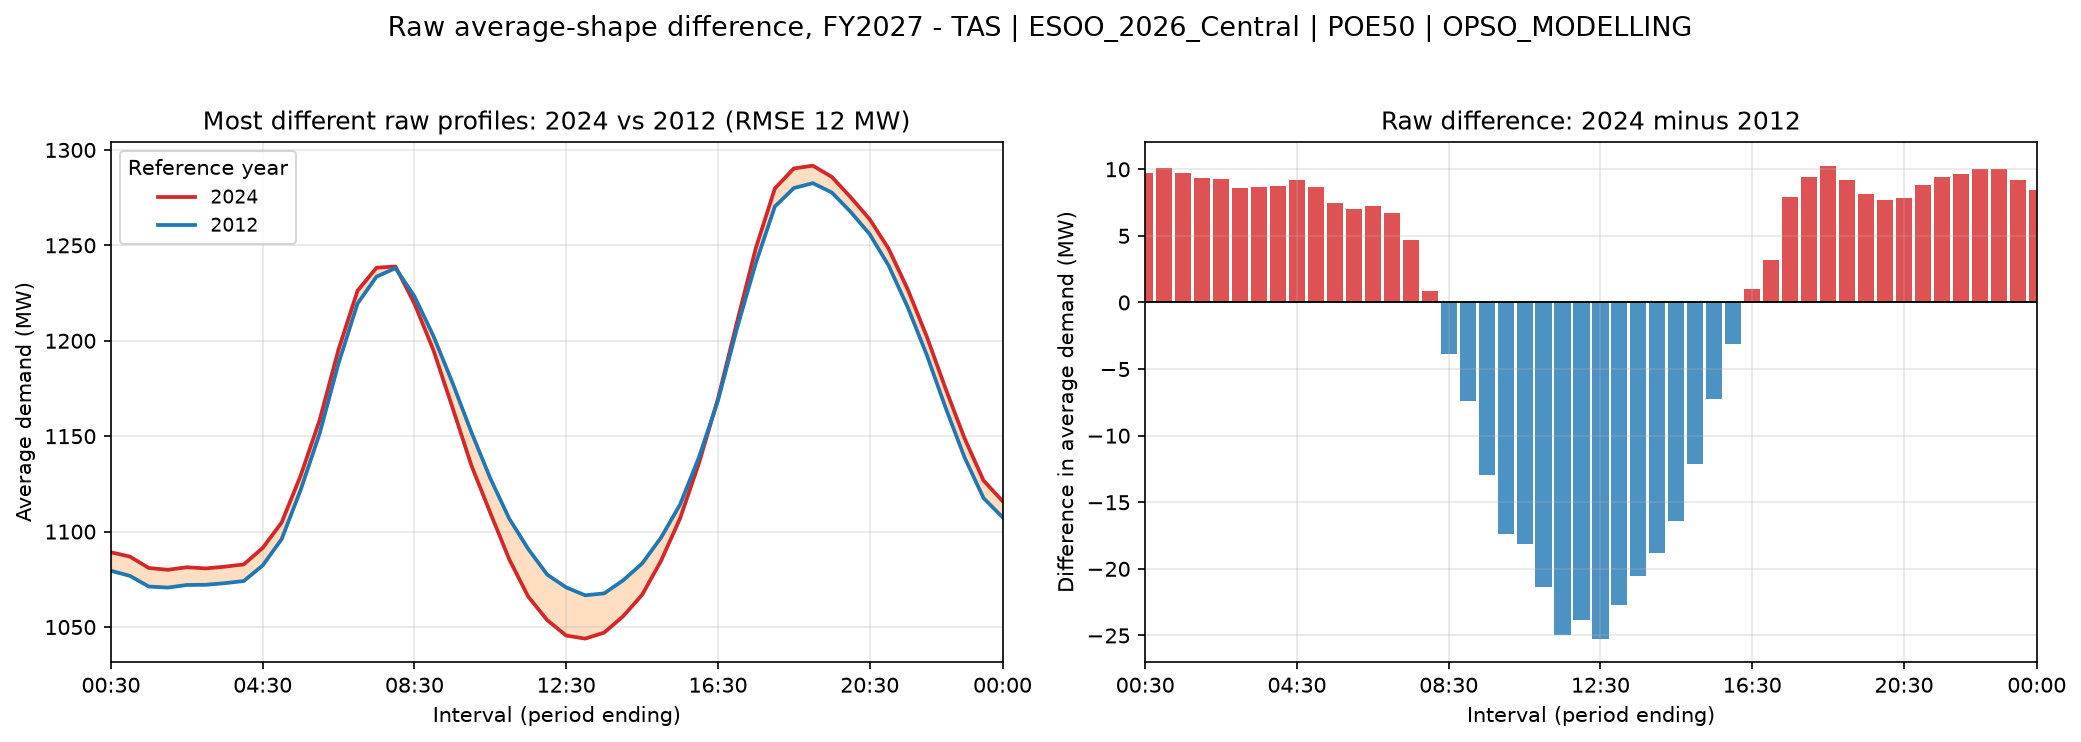 Raw average-shape difference, FY2027 - TAS | ESOO_2026_Central | POE50 | OPSO_MODELLING
Most different raw profiles: 2024 vs 2012 (RMSE 12 MW)
Reference year
2024
2012
Average demand (MW)
1300
1250
1200
1150
1100
1050
00:30 04:30 08:30 12:30 16:30 20:30 00:00
Interval (period ending)
Raw difference: 2024 minus 2012
Difference in average demand (MW)
10
5
0
−5
−10
−15
−20
−25
00:30 04:30 08:30 12:30 16:30 20:30 00:00
Interval (period ending)